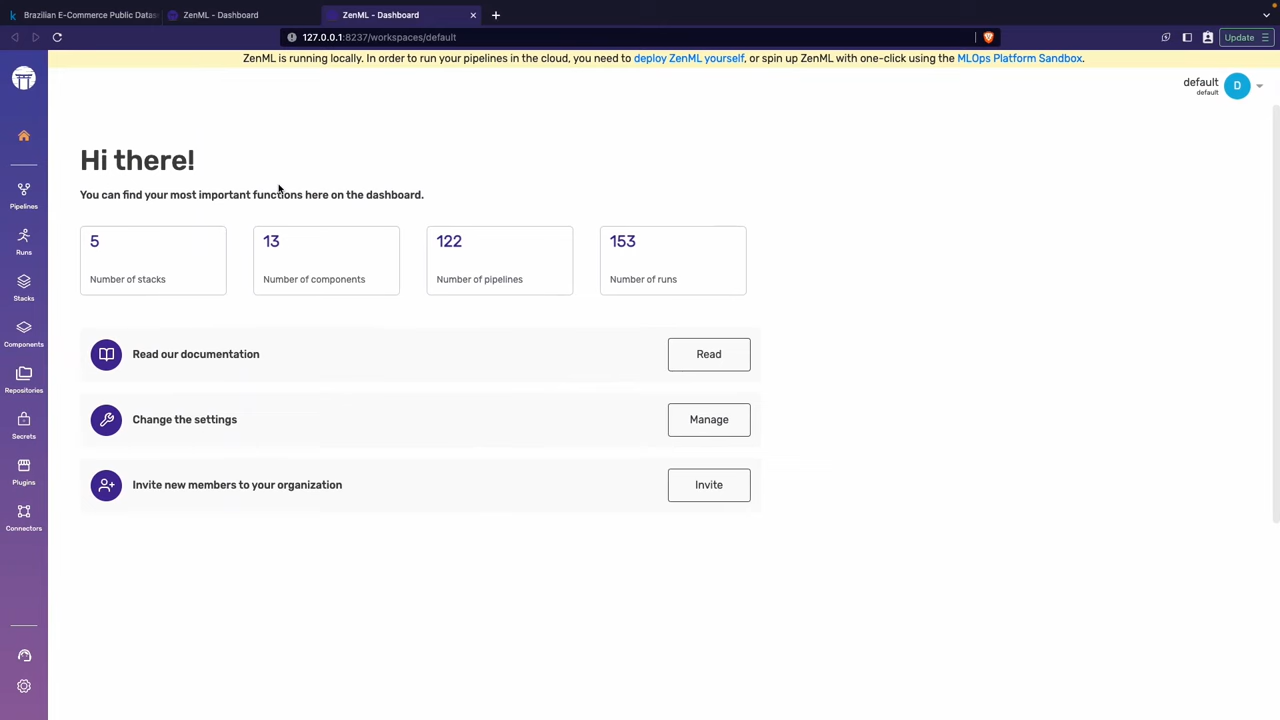 Brazilian E-Commerce Public Datas
ZenML - Dashboard
ZenML - Dashboard
127.0.0.1:8237/workspaces/default
Update
ZenML is running locally. In order to run your pipelines in the cloud, you need to deploy ZenML yourself, or spin up ZenML with one-click using the MLOps Platform Sandbox.
default
default
D
Pipelines
Runs
Stacks
Components
Repositories
Secrets
Plugins
Connectors
Hi there!
You can find your most important functions here on the dashboard.
5
Number of stacks
13
Number of components
122
Number of pipelines
153
Number of runs
Read our documentation
Read
Change the settings
Manage
Invite new members to your organization
Invite